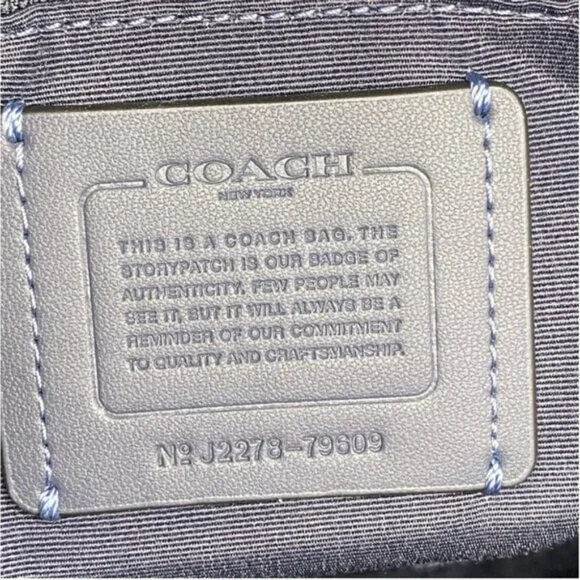 COACH
NEW YORK
THIS IS A COACH BAG. THE
STORYPATCH IS OUR BADGE OF
AUTHENTICITY. FEW PEOPLE MAY
SEE IT, BUT IT WILL ALWAYS BE A
REMINDER OF OUR COMMITMENT
TO QUALITY AND CRAFTSMANSHIP.
Nº J2278-79609